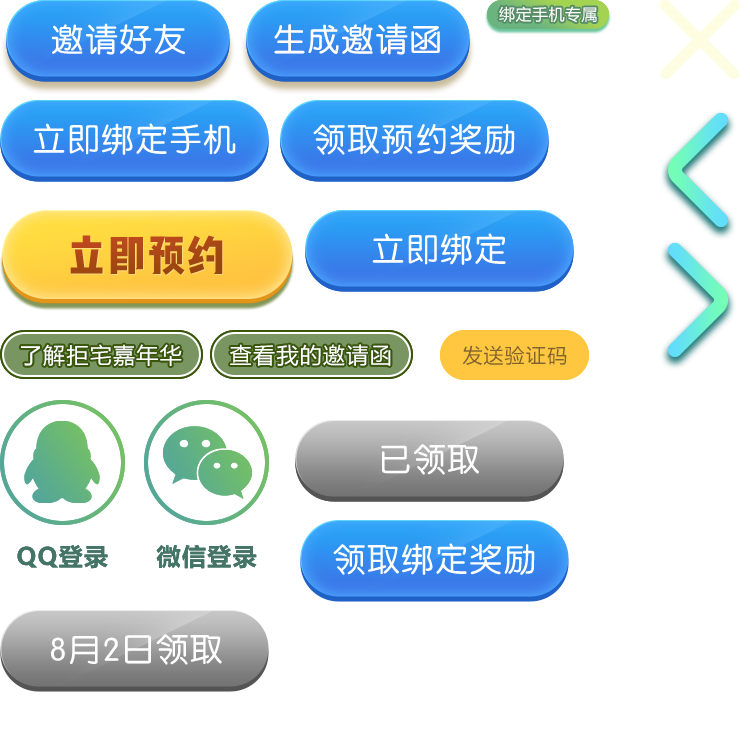 邀请好友
生成邀请函
绑定手机专属
立即绑定手机
领取预约奖励
立即预约
立即绑定
了解拒宅嘉年华
查看我的邀请函
发送验证码
已领取
QQ登录
微信登录
领取绑定奖励
8月2日领取